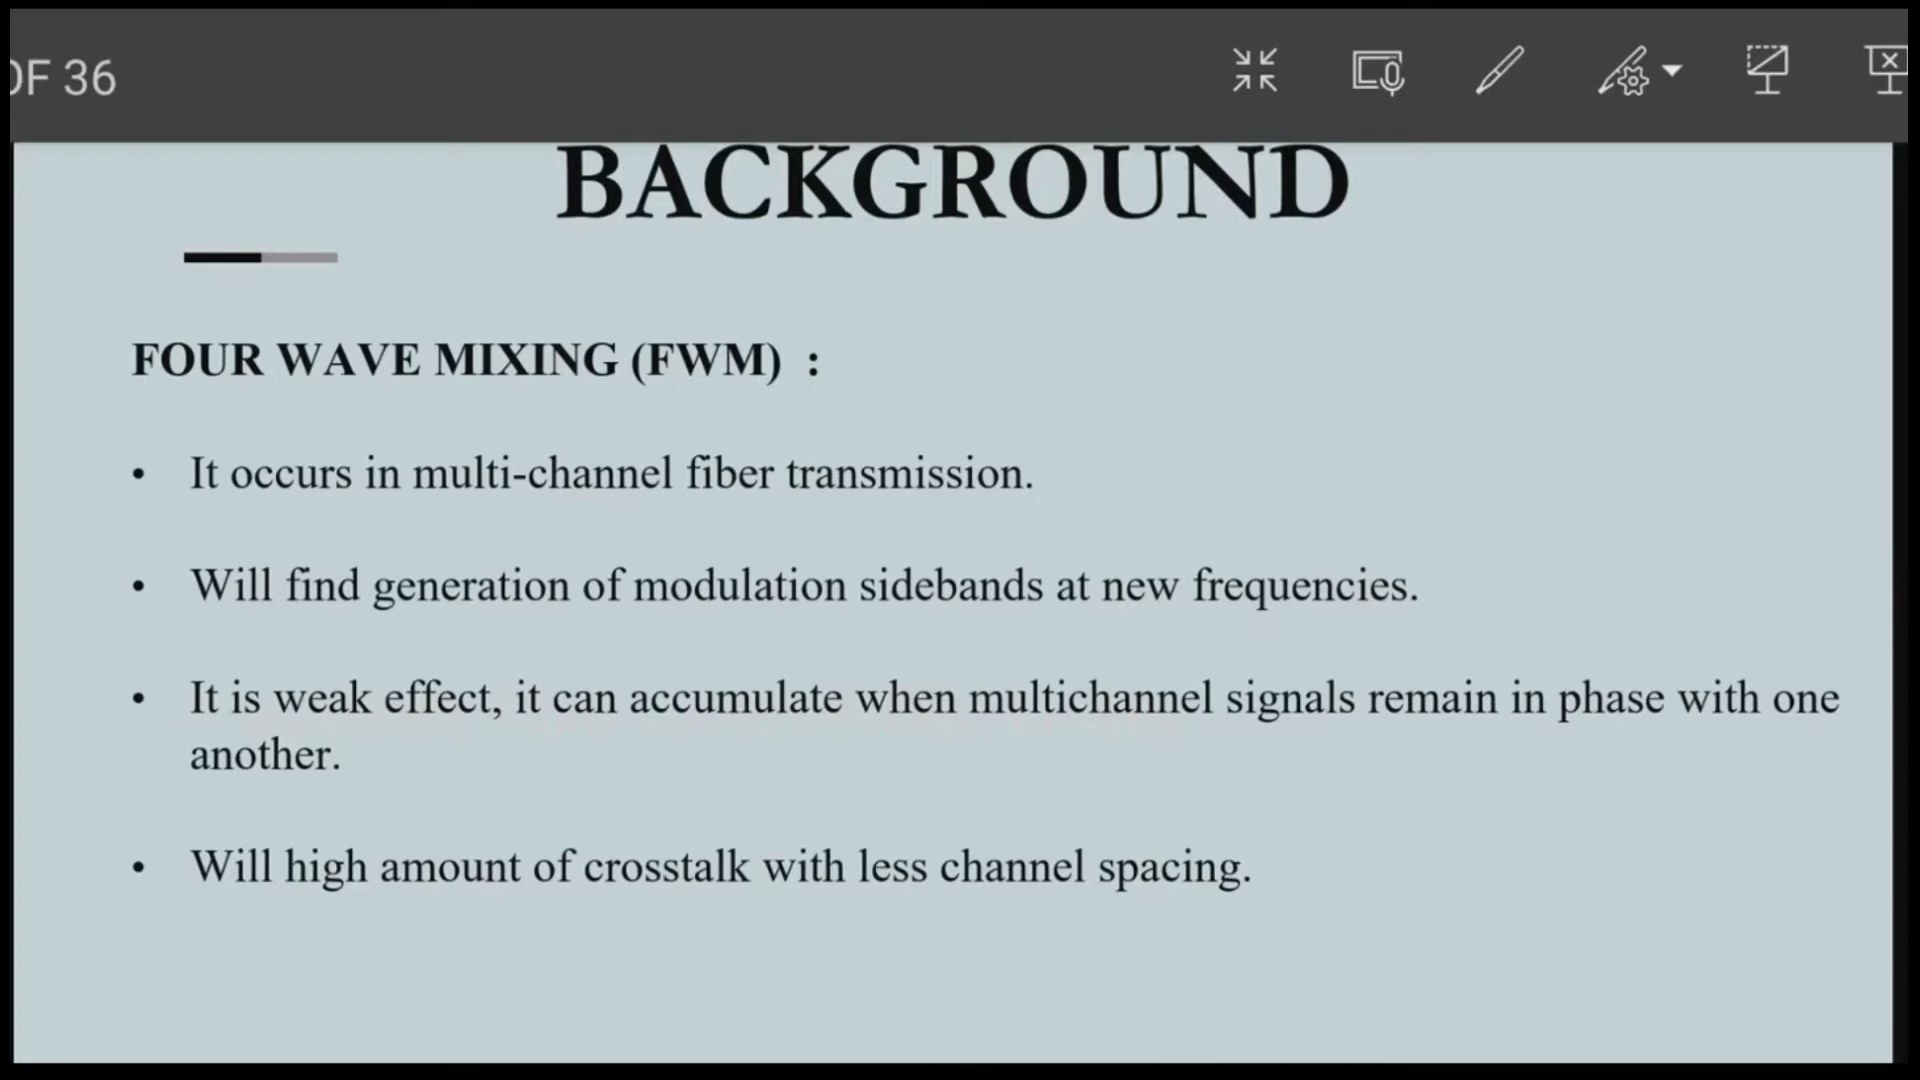 OF 36
BACKGROUND
FOUR WAVE MIXING (FWM) :
• It occurs in multi-channel fiber transmission.
• Will find generation of modulation sidebands at new frequencies.
• It is weak effect, it can accumulate when multichannel signals remain in phase with one
another.
• Will high amount of crosstalk with less channel spacing.